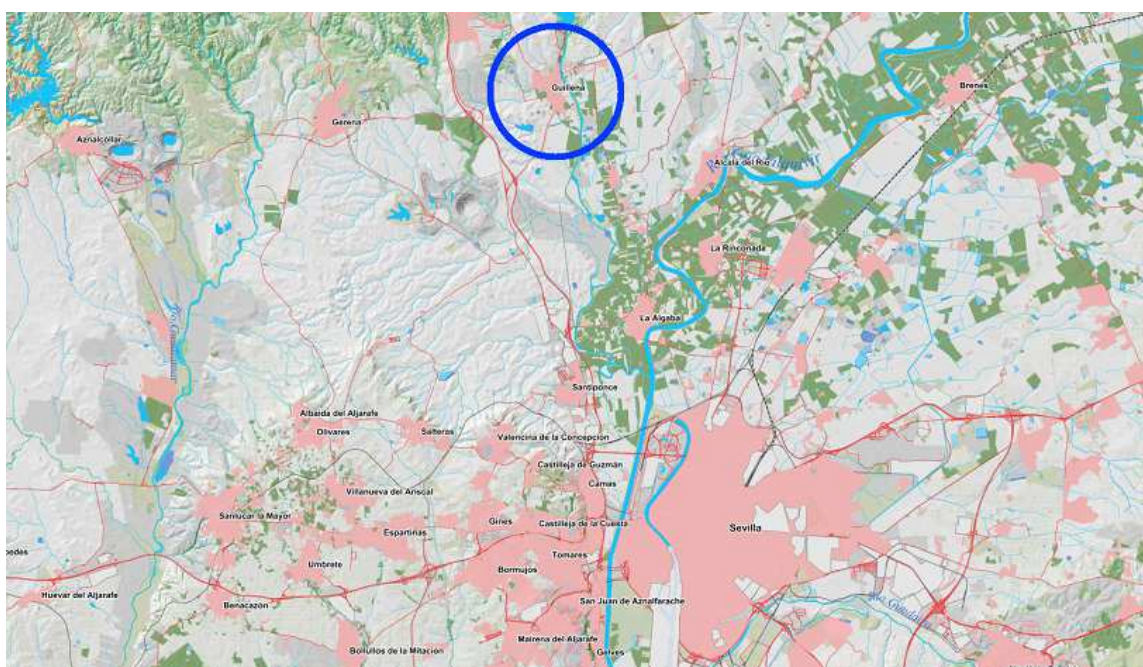 Guillena
Brenes
Gerena
Aznalcóllar
Alcalá del Río
La Rinconada
La Algaba
Santiponce
Albaida del Aljarafe
Olivares
Salteras
Valencina de la Concepción
Castilleja de Guzmán
Camas
Villanueva del Ariscal
Sanlúcar la Mayor
Gines
Castilleja de la Cuesta
Sevilla
Espartinas
Tomares
Umbrete
Bormujos
Huévar del Aljarafe
Benacazón
San Juan de Aznalfarache
Mairena del Aljarafe
Gelves
Bollullos de la Mitación